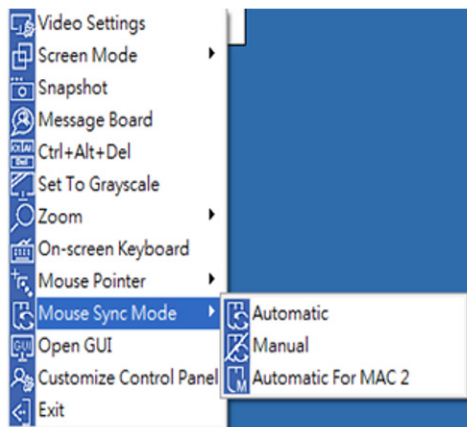 Video Settings
Screen Mode
Snapshot
Message Board
Ctrl+Alt+Del
Set To Grayscale
Zoom
On-screen Keyboard
Mouse Pointer
Mouse Sync Mode
Automatic
Manual
Automatic For MAC 2
GUI
Open GUI
Customize Control Panel
Exit